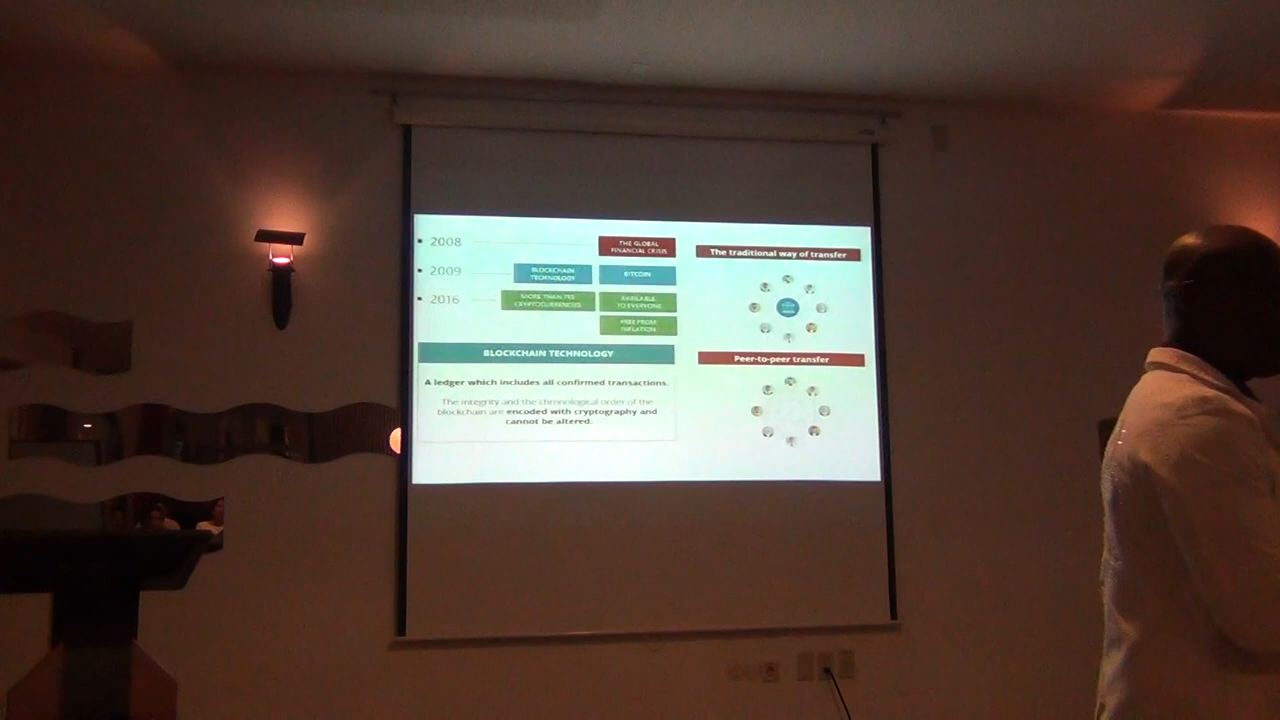 2008
THE GLOBAL
FINANCIAL CRISIS
2009
BLOCKCHAIN
TECHNOLOGY
BITCOIN
2016
MORE THAN 710
CRYPTOCURRENCIES
AVAILABLE
TO EVERYONE
FREE FROM
INFLATION
BLOCKCHAIN TECHNOLOGY
A ledger which includes all confirmed transactions.
The integrity and the chronological order of the
blockchain are encoded with cryptography and
cannot be altered.
The traditional way of transfer
Peer-to-peer transfer